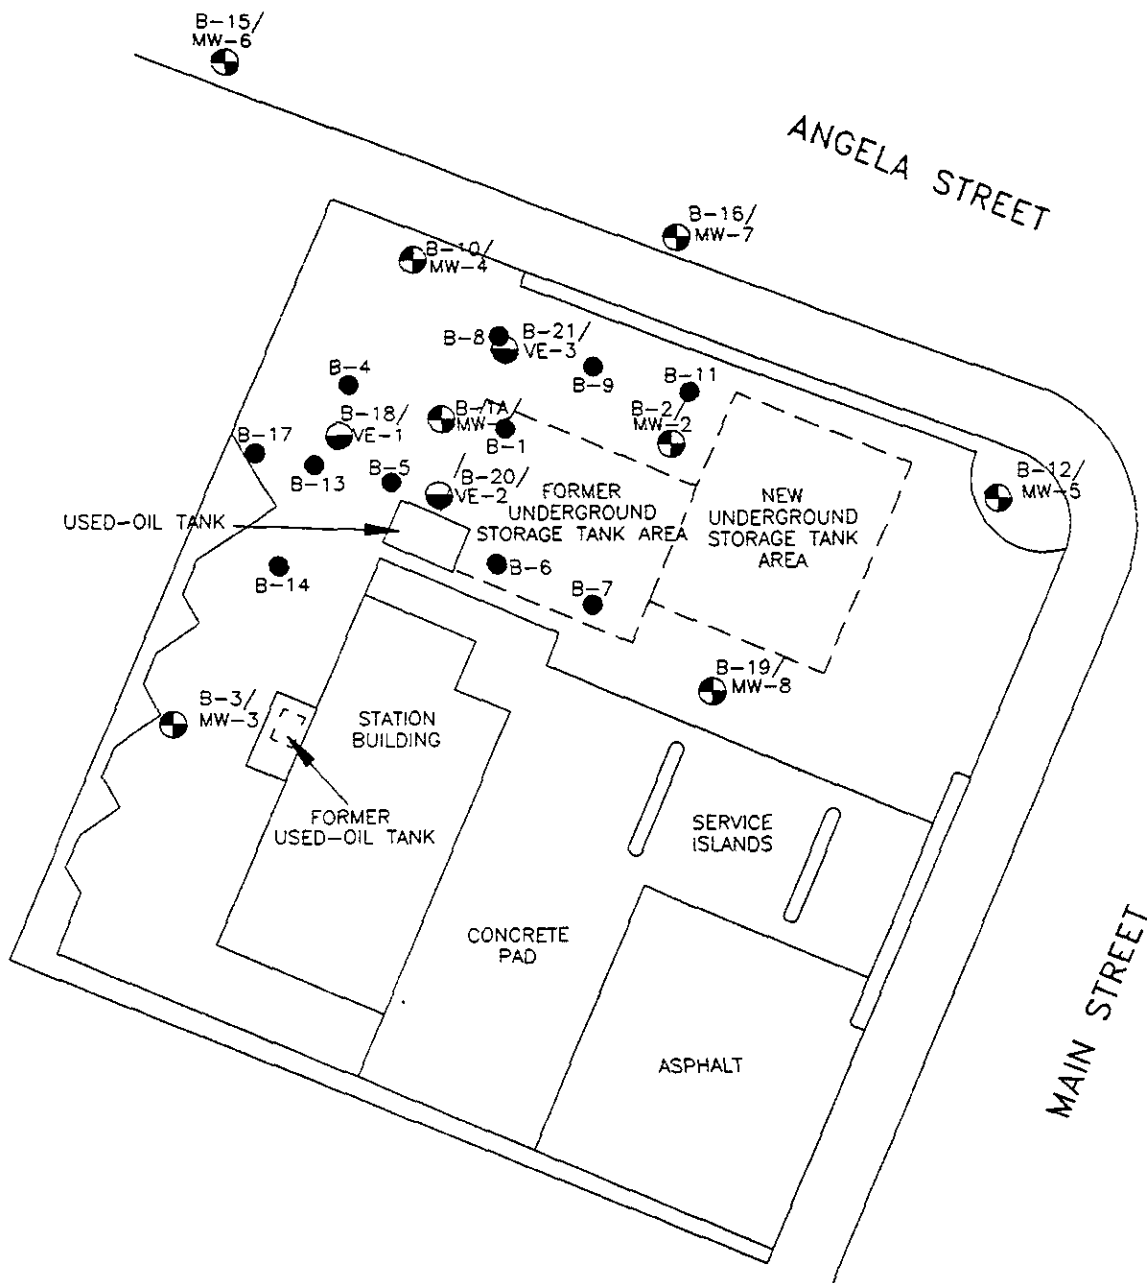 B-15/
MW-6
ANGELA STREET
B-16/
MW-7
B-10/
MW-4
B-8
B-21/
VE-3
B-9
B-4
B-11
B-18/
VE-1
B-1A/
B-1
B-2/
MW-2
B-17
B-13
B-5
B-20/
VE-2
B-12/
MW-5
USED-OIL TANK
FORMER
UNDERGROUND
STORAGE TANK AREA
NEW
UNDERGROUND
STORAGE TANK
AREA
B-14
B-6
B-7
B-19/
MW-8
B-3/
MW-3
STATION
BUILDING
FORMER
USED-OIL TANK
SERVICE
ISLANDS
CONCRETE
PAD
ASPHALT
MAIN STREET